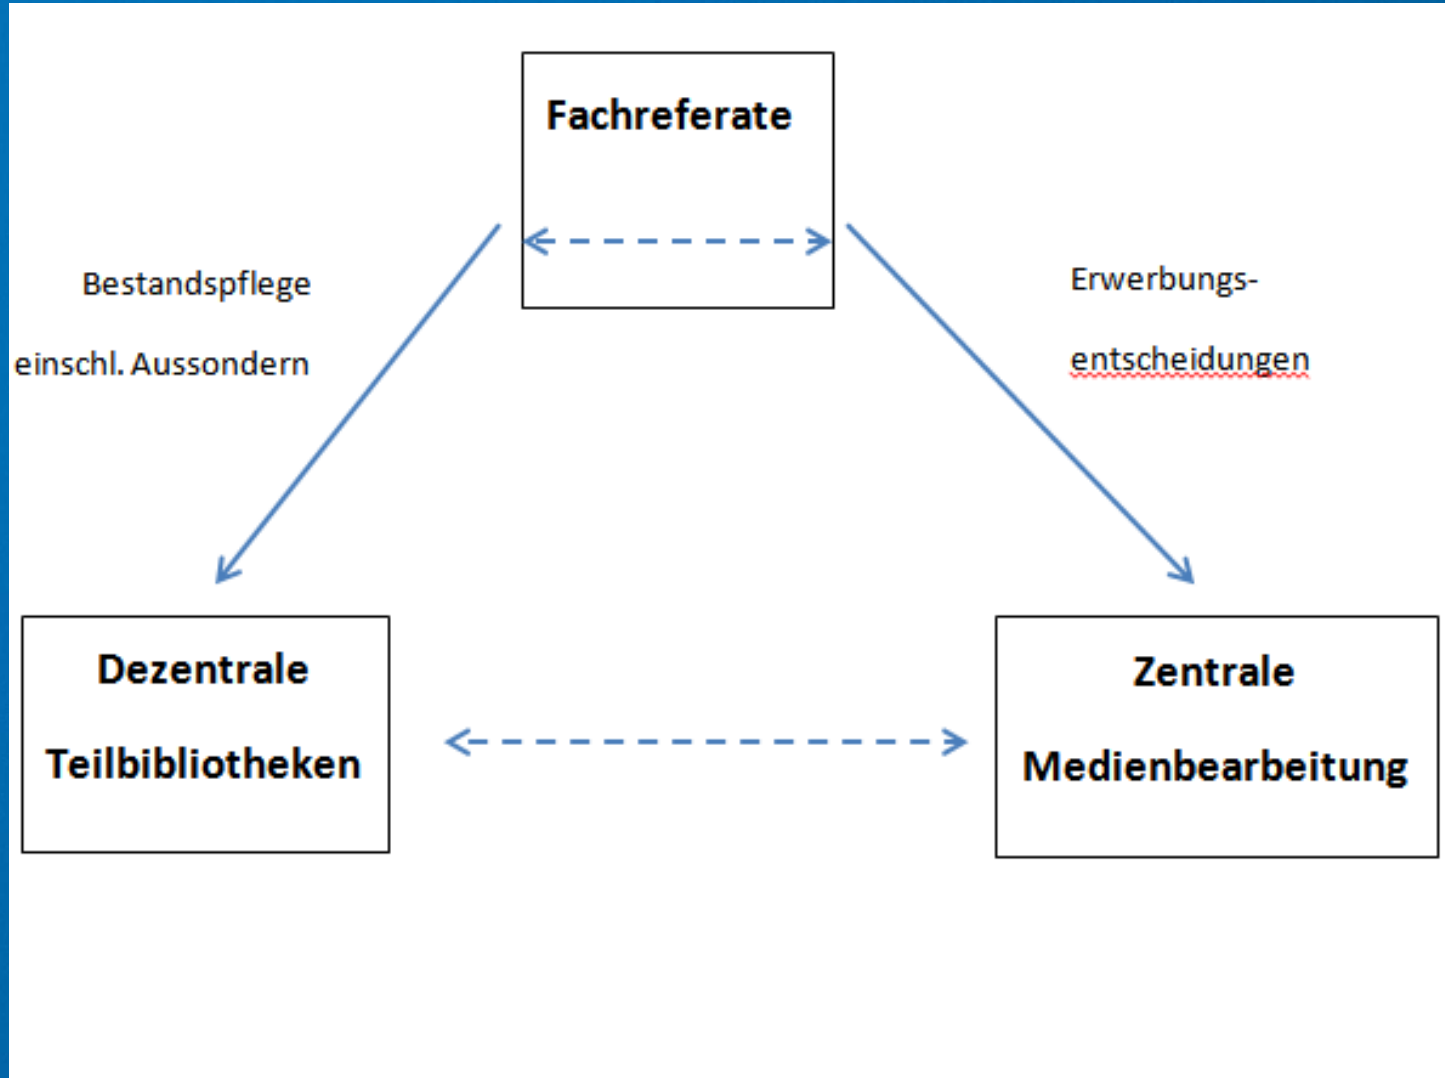 Fachreferate
Bestandspflege
einschl. Aussondern
Erwerbungs-
entscheidungen
Dezentrale
Teilbibliotheken
Zentrale
Medienbearbeitung